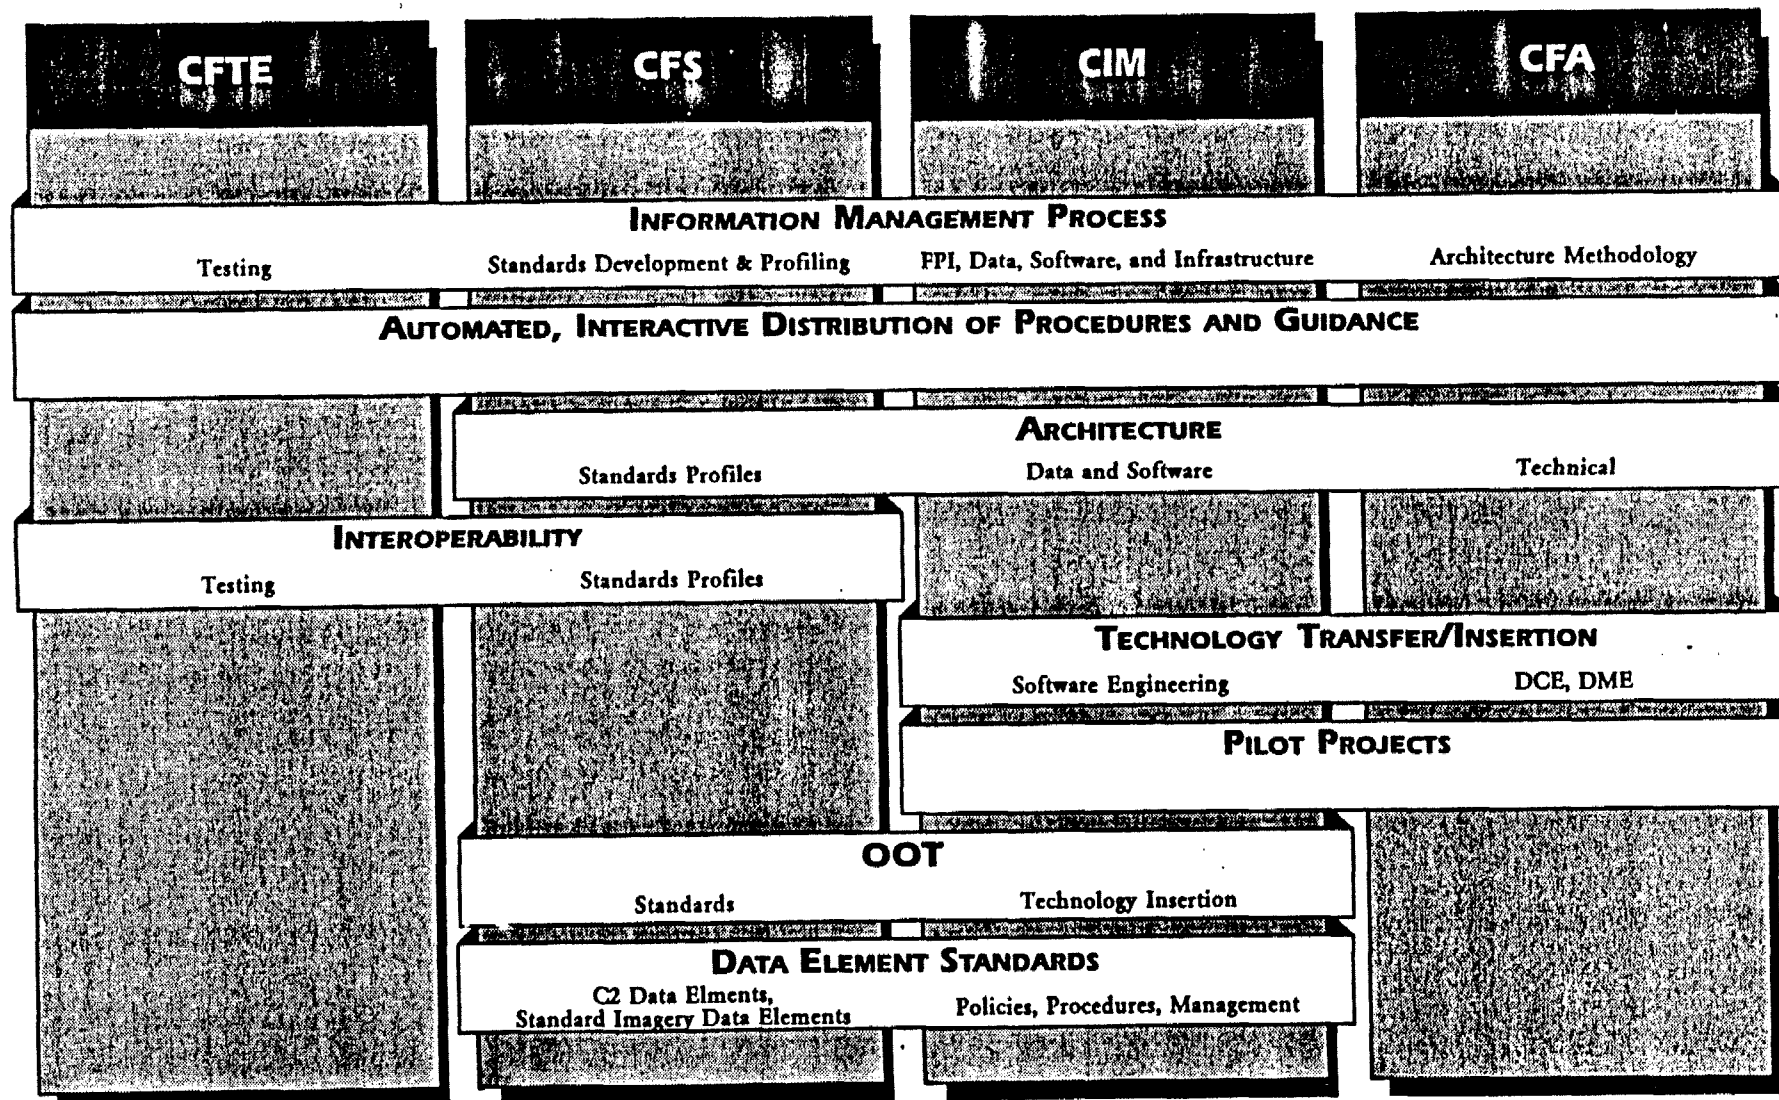 CFTE CFS CIM CFA
INFORMATION MANAGEMENT PROCESS
Testing Standards Development & Profiling FPI, Data, Software, and Infrastructure Architecture Methodology
AUTOMATED, INTERACTIVE DISTRIBUTION OF PROCEDURES AND GUIDANCE
ARCHITECTURE
Standards Profiles Data and Software Technical
INTEROPERABILITY
Testing Standards Profiles
TECHNOLOGY TRANSFER/INSERTION
Software Engineering DCE, DME
PILOT PROJECTS
OOT
Standards Technology Insertion
DATA ELEMENT STANDARDS
C2 Data Elments,
Standard Imagery Data Elements Policies, Procedures, Management